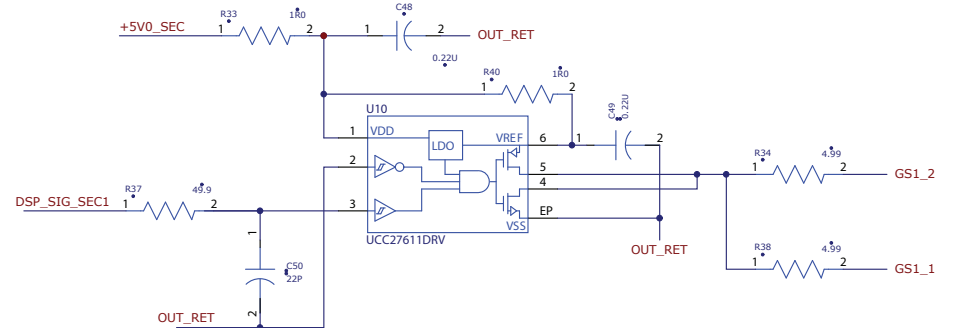 R33
1R0
C48
+5V0_SEC
1
2
1
2
OUT_RET
0.22U
R40
1R0
1
2
U10
C49
0.22U
1
VDD
LDO
VREF
6
1
2
2
5
R34
4.99
1
2
GS1_2
4
R37
49.9
DSP_SIG_SEC1
1
2
3
EP
VSS
UCC27611DRV
OUT_RET
1
R38
4.99
1
2
GS1_1
C50
22P
2
OUT_RET